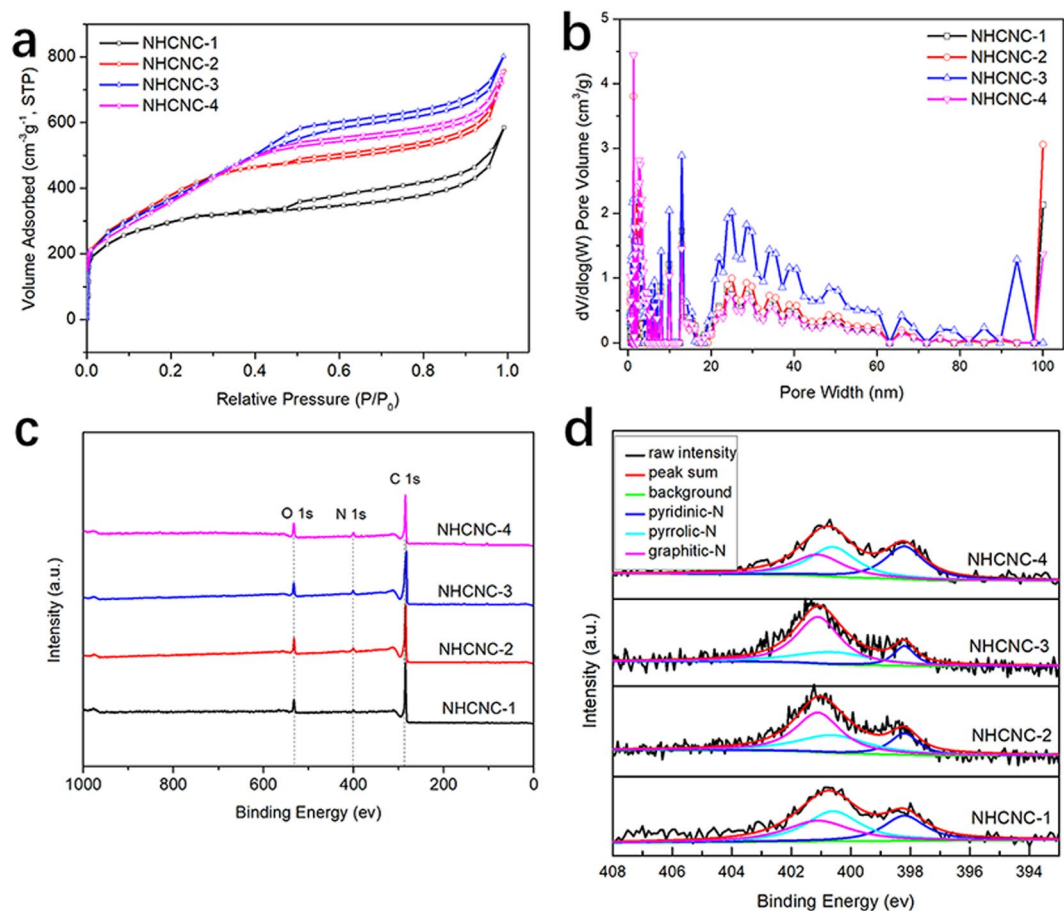 a
NHCNC-1
NHCNC-2
NHCNC-3
NHCNC-4
Volume Adsorbed (cm⁻³g⁻¹, STP)
800
600
400
200
0
0.0 0.2 0.4 0.6 0.8 1.0
Relative Pressure (P/P₀)
b
NHCNC-1
NHCNC-2
NHCNC-3
NHCNC-4
dV/dlog(W) Pore Volume (cm³/g)
5
4
3
2
1
0
0 20 40 60 80 100
Pore Width (nm)
c
C 1s
O 1s N 1s
NHCNC-4
NHCNC-3
NHCNC-2
NHCNC-1
Intensity (a.u.)
1000 800 600 400 200 0
Binding Energy (ev)
d
raw intensity
peak sum
background
pyridinic-N
pyrrolic-N
graphitic-N
NHCNC-4
NHCNC-3
NHCNC-2
NHCNC-1
Intensity (a.u.)
408 406 404 402 400 398 396 394
Binding Energy (ev)